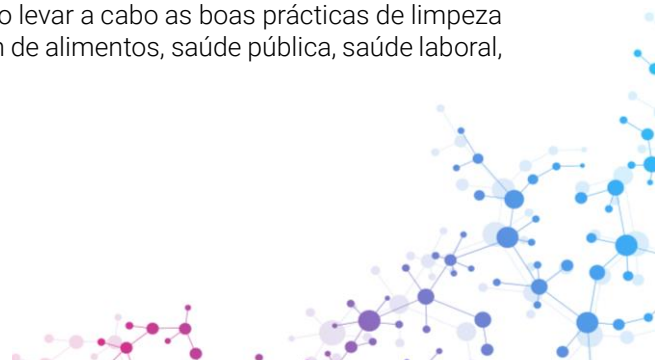 o levar a cabo as boas prácticas de limpeza
de alimentos, saúde pública, saúde laboral,